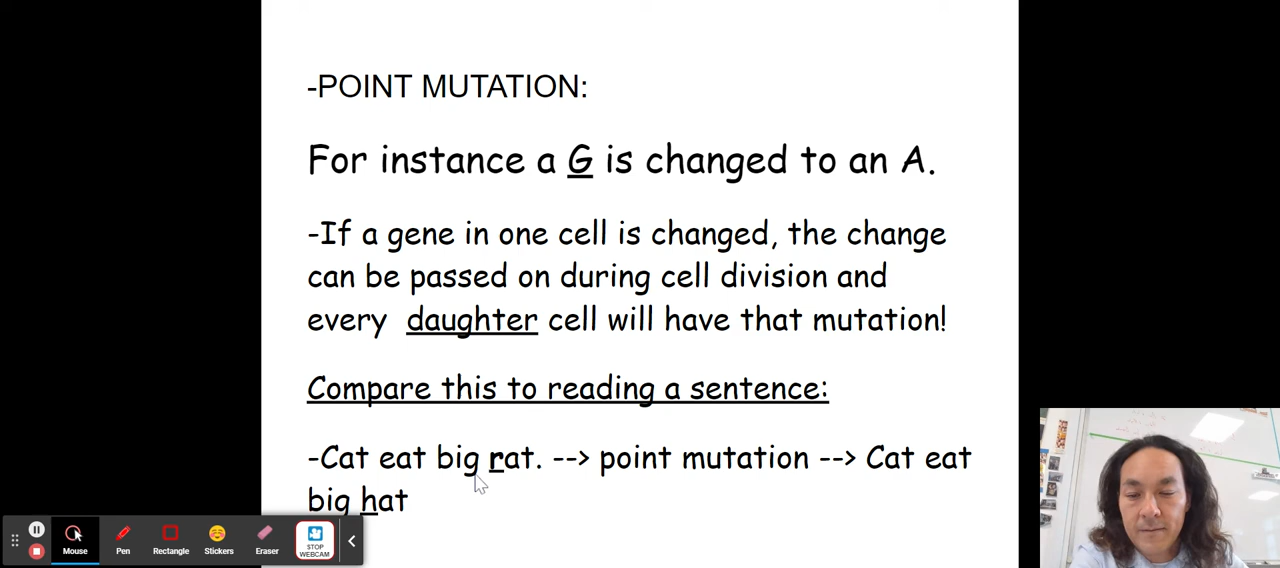 -POINT MUTATION:
For instance a G is changed to an A.
-If a gene in one cell is changed, the change
can be passed on during cell division and
every daughter cell will have that mutation!
Compare this to reading a sentence:
-Cat eat big rat. --> point mutation --> Cat eat
big hat
Mouse
Pen
Rectangle
Stickers
Eraser
STOP
WEBCAM